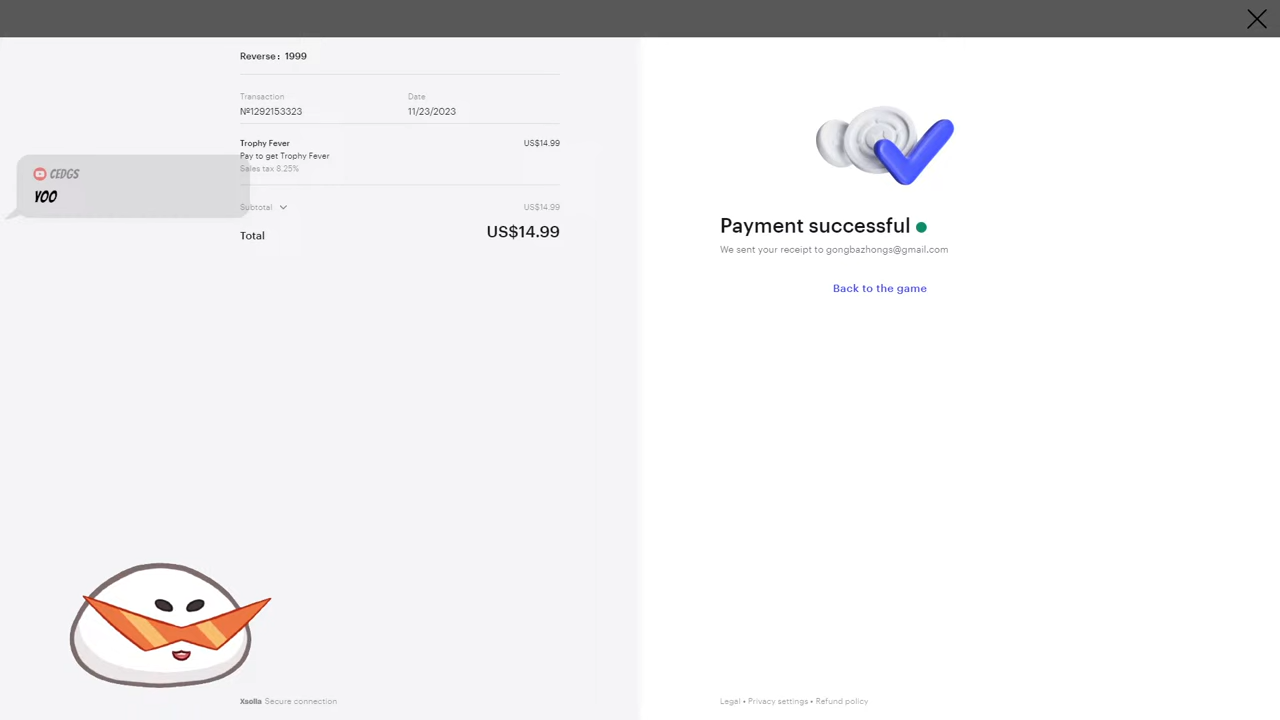 Reverse: 1999
Transaction
Date
№1292153323
11/23/2023
Trophy Fever
US$14.99
Pay to get Trophy Fever
Sales tax 6.25%
CEDGS
YOO
Subtotal
US$14.99
Total
US$14.99
Xsolla Secure connection
Payment successful
We sent your receipt to gongbazhongs@gmail.com
Back to the game
Legal • Privacy settings • Refund policy